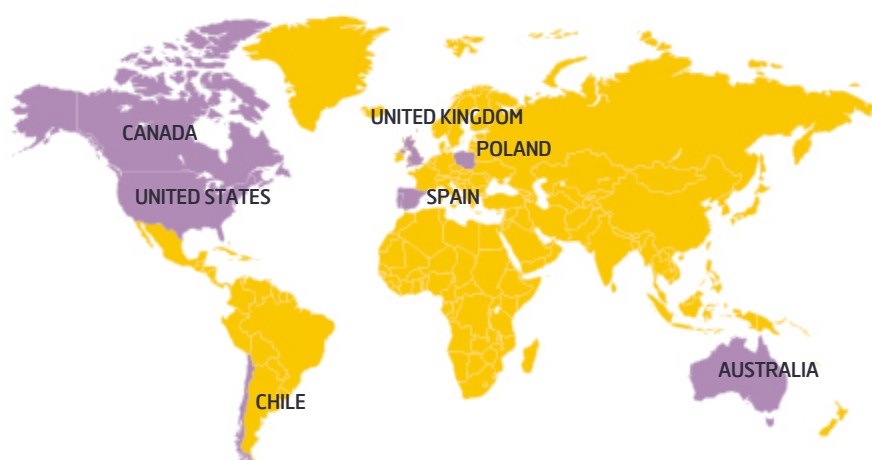 UNITED KINGDOM
CANADA
POLAND
UNITED STATES
SPAIN
AUSTRALIA
CHILE